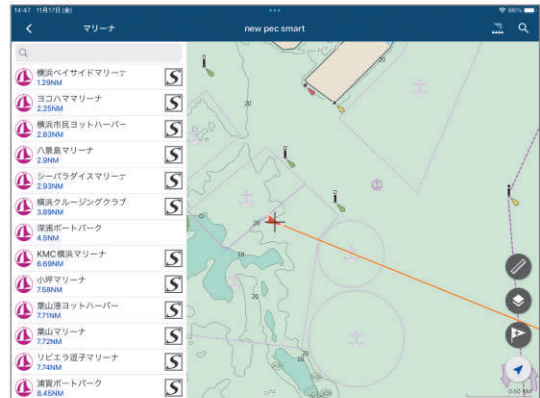 14:47 11月17日(金)
96%
マリーナ
new pec smart
横浜ベイサイドマリーナ
1.29NM
ヨコハママリーナ
2.25NM
横浜市民ヨットハーバー
2.83NM
八景島マリーナ
2.9NM
シーパラダイスマリーナ
2.93NM
横浜クルージングクラブ
3.89NM
深浦ボートパーク
4.5NM
KMC横浜マリーナ
6.69NM
小坪マリーナ
7.58NM
葉山港ヨットハーバー
7.71NM
葉山マリーナ
7.72NM
リビエラ逗子マリーナ
7.74NM
浦賀ボートパーク
8.45NM
20
20
20
10
20
0.50 NM